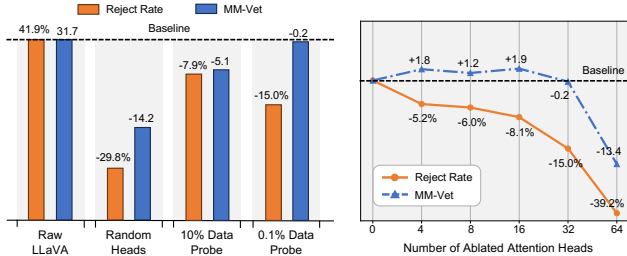 Reject Rate MM-Vet
41.9% 31.7
Baseline
-0.2
-7.9% -5.1
-15.0%
-14.2
-29.8%
Raw LLaVA
Random Heads
10% Data Probe
0.1% Data Probe
+1.8 +1.2 +1.9
Baseline
-0.2
-5.2% -6.0% -8.1%
-15.0%
-13.4
-39.2%
Reject Rate
MM-Vet
0 4 8 16 32 64
Number of Ablated Attention Heads